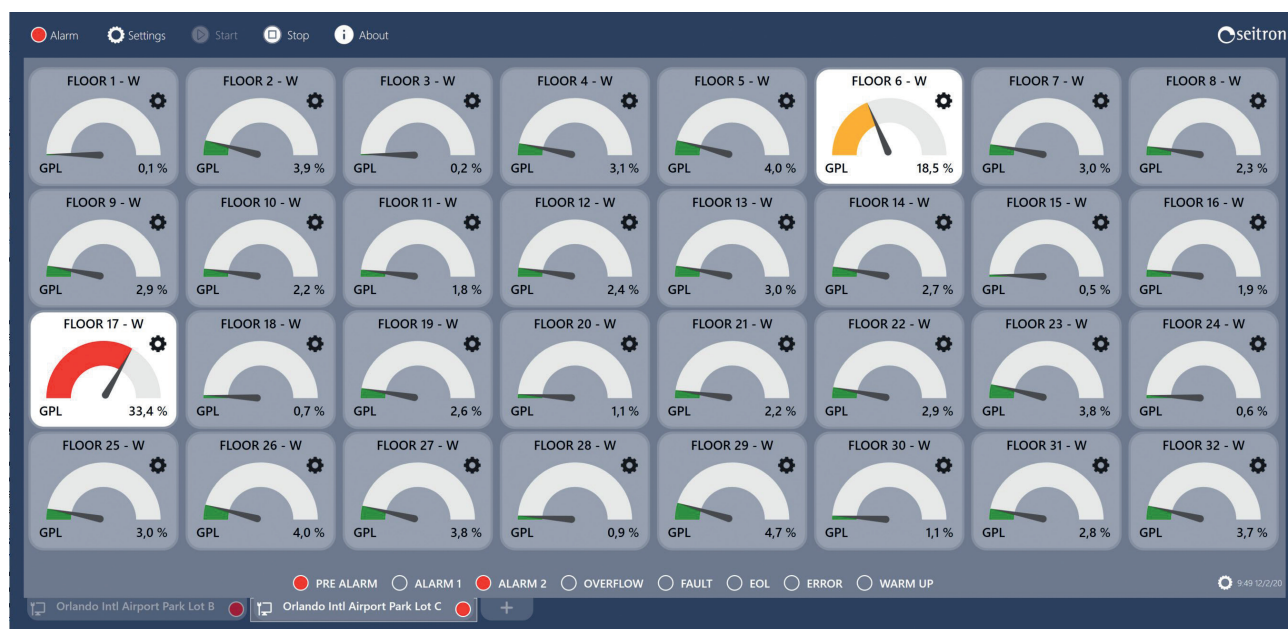 Alarm Settings Start Stop About seitron
FLOOR 1 - W FLOOR 2 - W FLOOR 3 - W FLOOR 4 - W FLOOR 5 - W FLOOR 6 - W FLOOR 7 - W FLOOR 8 - W
GPL 0,1 % GPL 3,9 % GPL 0,2 % GPL 3,1 % GPL 4,0 % GPL 18,5 % GPL 3,0 % GPL 2,3 %
FLOOR 9 - W FLOOR 10 - W FLOOR 11 - W FLOOR 12 - W FLOOR 13 - W FLOOR 14 - W FLOOR 15 - W FLOOR 16 - W
GPL 2,9 % GPL 2,2 % GPL 1,8 % GPL 2,4 % GPL 3,0 % GPL 2,7 % GPL 0,5 % GPL 1,9 %
FLOOR 17 - W FLOOR 18 - W FLOOR 19 - W FLOOR 20 - W FLOOR 21 - W FLOOR 22 - W FLOOR 23 - W FLOOR 24 - W
GPL 33,4 % GPL 0,7 % GPL 2,6 % GPL 1,1 % GPL 2,2 % GPL 2,9 % GPL 3,8 % GPL 0,6 %
FLOOR 25 - W FLOOR 26 - W FLOOR 27 - W FLOOR 28 - W FLOOR 29 - W FLOOR 30 - W FLOOR 31 - W FLOOR 32 - W
GPL 3,0 % GPL 4,0 % GPL 3,8 % GPL 0,9 % GPL 4,7 % GPL 1,1 % GPL 2,8 % GPL 3,7 %
PRE ALARM ALARM 1 ALARM 2 OVERFLOW FAULT EOL ERROR WARM UP 9:49 12/2/20
Orlando Intl Airport Park Lot B Orlando Intl Airport Park Lot C +